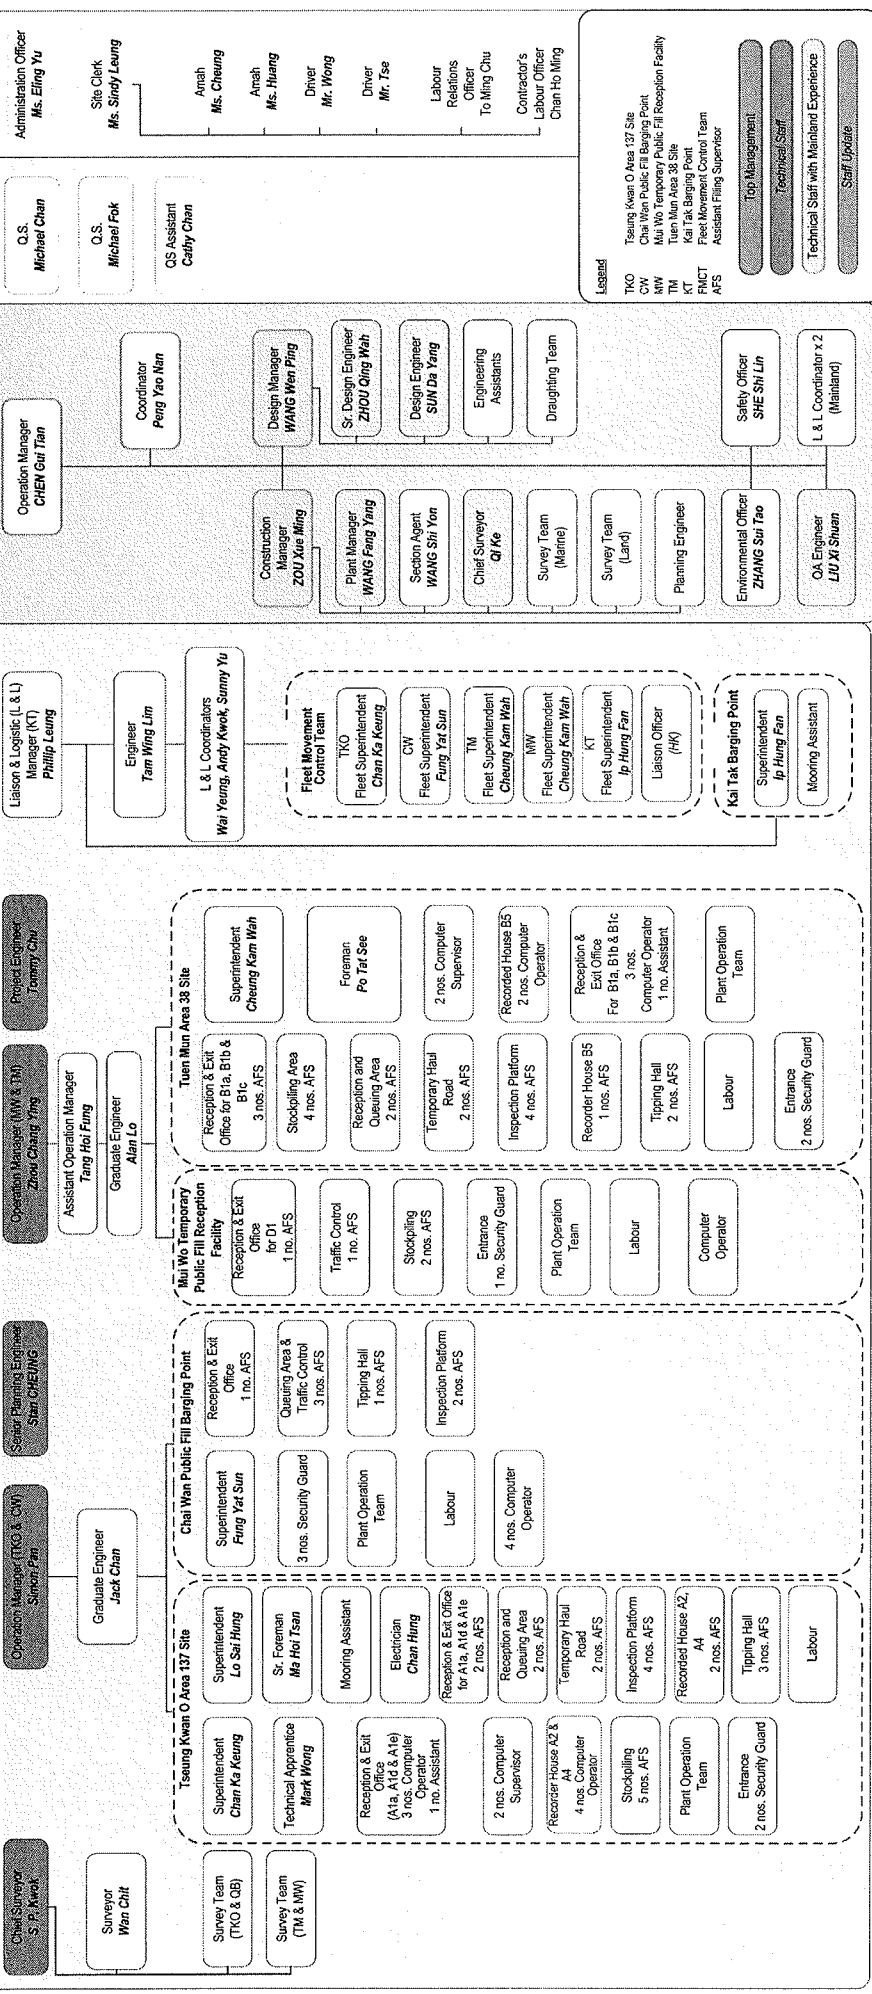 Chief Surveyor
S. P. Kwok
Surveyor
Wan Chit
Survey Team
(TKO & QB)
Survey Team
(TM & MW)
Operation Manager (TKO & CW)
Simon Pan
Senior Planning Engineer
Stan CHEUNG
Graduate Engineer
Jack Chan
Tseung Kwan O Area 137 Site
Superintendent
Chan Ka Keung
Technical Apprentice
Mark Wong
Reception & Exit
Office
(A1a, A1d & A1e)
3 nos. Computer
Operator
1 no. Assistant
2 nos. Computer
Supervisor
Recorder House A2 &
A4
4 nos. Computer
Operator
Stockpiling
5 nos. AFS
Plant Operation
Team
Entrance
2 nos. Security Guard
Superintendent
Lo Sai Hung
Sr. Foreman
Ma Hoi Tsan
Mooring Assistant
Electrician
Chan Hung
Reception & Exit Office
for A1a, A1d & A1e
2 nos. AFS
Reception and
Queuing Area
2 nos. AFS
Temporary Haul
Road
2 nos. AFS
Inspection Platform
4 nos. AFS
Recorded House A2,
A4
2 nos. AFS
Tipping Hall
3 nos. AFS
Labour
Chai Wan Public Fill Barging Point
Superintendent
Fung Yat Sun
3 nos. Security Guard
Plant Operation
Team
Labour
4 nos. Computer
Operator
Reception & Exit
Office
1 no. AFS
Queuing Area &
Traffic Control
3 nos. AFS
Tipping Hall
1 nos. AFS
Inspection Platform
2 nos. AFS
Operation Manager (MW & TM)
Zhou Chang Ying
Project Engineer
Tommy Chu
Assistant Operation Manager
Tang Hoi Fung
Graduate Engineer
Alan Lo
Mui Wo Temporary
Public Fill Reception
Facility
Reception & Exit
Office
for D1
1 no. AFS
Traffic Control
1 no. AFS
Stockpiling
2 nos. AFS
Entrance
1 no. Security Guard
Plant Operation
Team
Labour
Computer
Operator
Tuen Mun Area 38 Site
Reception & Exit
Office for B1a, B1b &
B1c
3 nos. AFS
Stockpiling Area
4 nos. AFS
Reception and
Queuing Area
2 nos. AFS
Temporary Haul
Road
2 nos. AFS
Inspection Platform
4 nos. AFS
Recorder House B5
1 nos. AFS
Tipping Hall
2 nos. AFS
Labour
Entrance
2 nos. Security Guard
Superintendent
Cheung Kam Wah
Foreman
Po Tat See
2 nos. Computer
Supervisor
Recorded House B5
2 nos. Computer
Operator
Reception &
Exit Office
For B1a, B1b & B1c
3 nos.
Computer Operator
1 no. Assistant
Plant Operation
Team
Liaison & Logistic (L & L)
Manager (KT)
Phillip Leung
Engineer
Tam Wing Lim
L & L Coordinators
Wai Yeung, Andy Kwok, Sunny Yu
Fleet Movement
Control Team
TKO
Fleet Superintendent
Chan Ka Keung
CW
Fleet Superintendent
Fung Yat Sun
TM
Fleet Superintendent
Cheung Kam Wah
MW
Fleet Superintendent
Cheung Kam Wah
KT
Fleet Superintendent
Ip Hung Fan
Liaison Officer
(HK)
Kai Tak Barging Point
Superintendent
Ip Hung Fan
Mooring Assistant
Operation Manager
CHEN Gui Tian
Coordinator
Peng Yao Nan
Construction
Manager
ZOU Xue Ming
Plant Manager
WANG Fang Yang
Section Agent
WANG Shi Yon
Chief Surveyor
Qi Ke
Survey Team
(Marine)
Survey Team
(Land)
Planning Engineer
Environmental Officer
ZHANG Sui Tao
QA Engineer
LIU Xi Shuan
Design Manager
WANG Wen Ping
Sr. Design Engineer
ZHOU Qing Wah
Design Engineer
SUN Da Yang
Engineering
Assistants
Draughting Team
Safety Officer
SHE Shi Lin
L & L Coordinator x 2
(Mainland)
Q.S.
Michael Chan
Q.S.
Michael Fok
QS Assistant
Cathy Chan
Administration Officer
Ms. Eling Yu
Site Clerk
Ms. Sindy Leung
Amah
Ms. Cheung
Amah
Ms. Huang
Driver
Mr. Wong
Driver
Mr. Tse
Labour
Relations
Officer
To Ming Chu
Contractor's
Labour Officer
Chan Ho Ming
Legend
TKO Tseung Kwan O Area 137 Site
CW Chai Wan Public Fill Barging Point
MW Mui Wo Temporary Public Fill Reception Facility
TM Tuen Mun Area 38 Site
KT Kai Tak Barging Point
FMCT Fleet Movement Control Team
AFS Assistant Filing Supervisor
Top Management
Technical Staff
Technical Staff with Mainland Experience
Staff Update